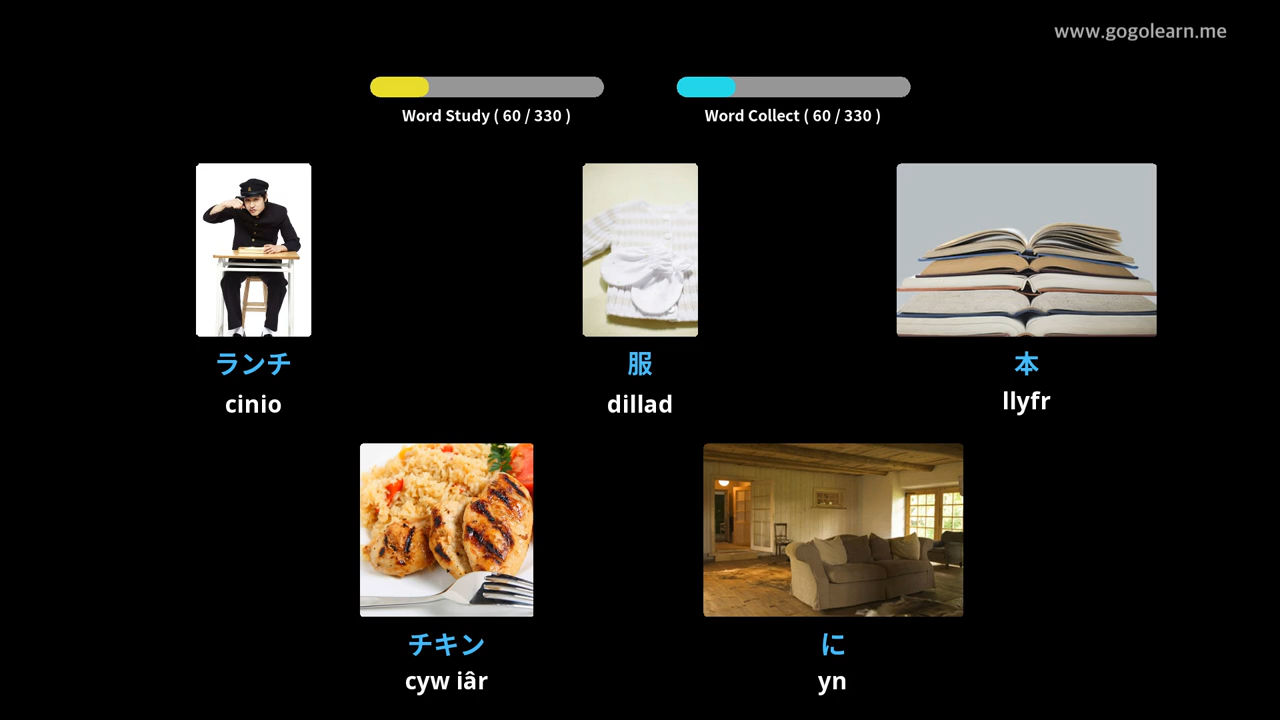 www.gogolearn.me
Word Study ( 60 / 330 )
Word Collect ( 60 / 330 )
ランチ
cinio
服
dillad
本
llyfr
チキン
cyw iâr
に
yn